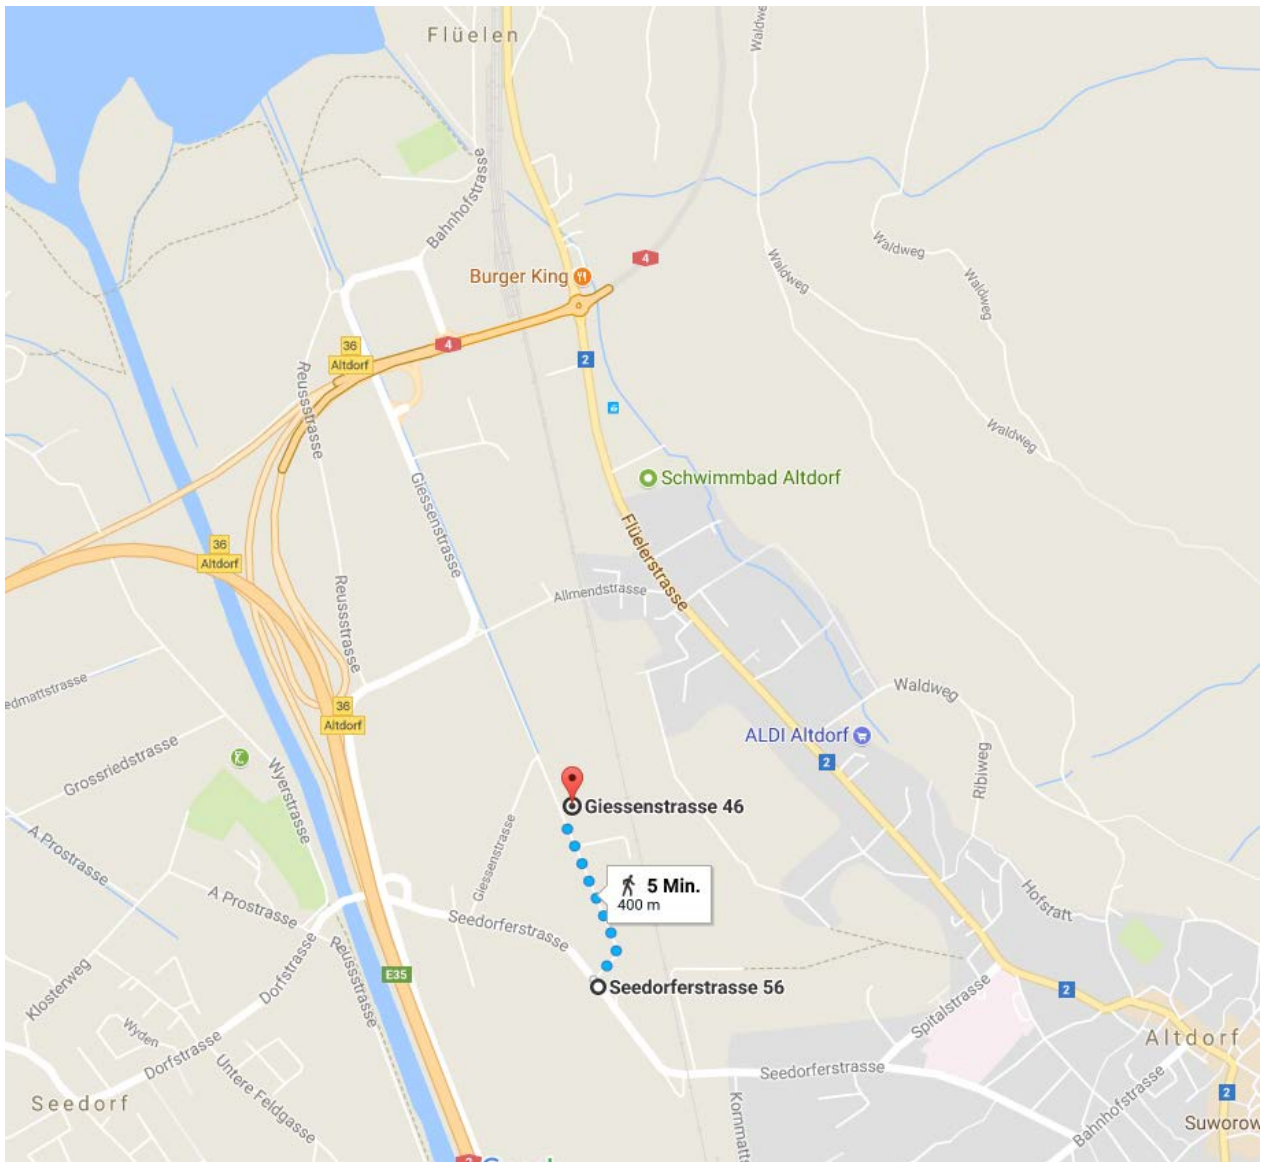 Flüelen
Waldwe
Bahnhofstrasse
Waldweg
Burger King
4
Waldweg
Waldweg
36
Altdorf
4
2
Reussstrasse
Waldweg
Giessenstrasse
Schwimmbad Altdorf
Flüelerstrasse
36
Altdorf
Reussstrasse
Allmendstrasse
edmattstrasse
Waldweg
36
Altdorf
ALDI Altdorf
2
Grossriedstrasse
Wyerstrasse
Ribiweg
Giessenstrasse 46
A Prostrasse
Giessenstrasse
5 Min.
400 m
Hofstatt
A Prostrasse
Seedorferstrasse
Reussstrasse
Dorfstrasse
E35
Klosterweg
Seedorferstrasse 56
2
Spitalstrasse
Wyden
Dorfstrasse
Altdorf
Untere Feldgasse
Seedorferstrasse
Seedorf
Kornmatts
Bahnhofstrasse
2
Suworow